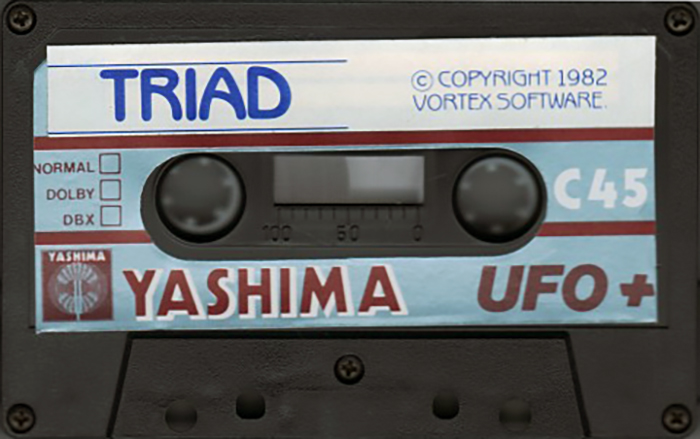 TRIAD
© COPYRIGHT 1982
VORTEX SOFTWARE.
NORMAL
DOLBY
DBX
C45
100 50 0
YASHIMA
YASHIMA UFO +